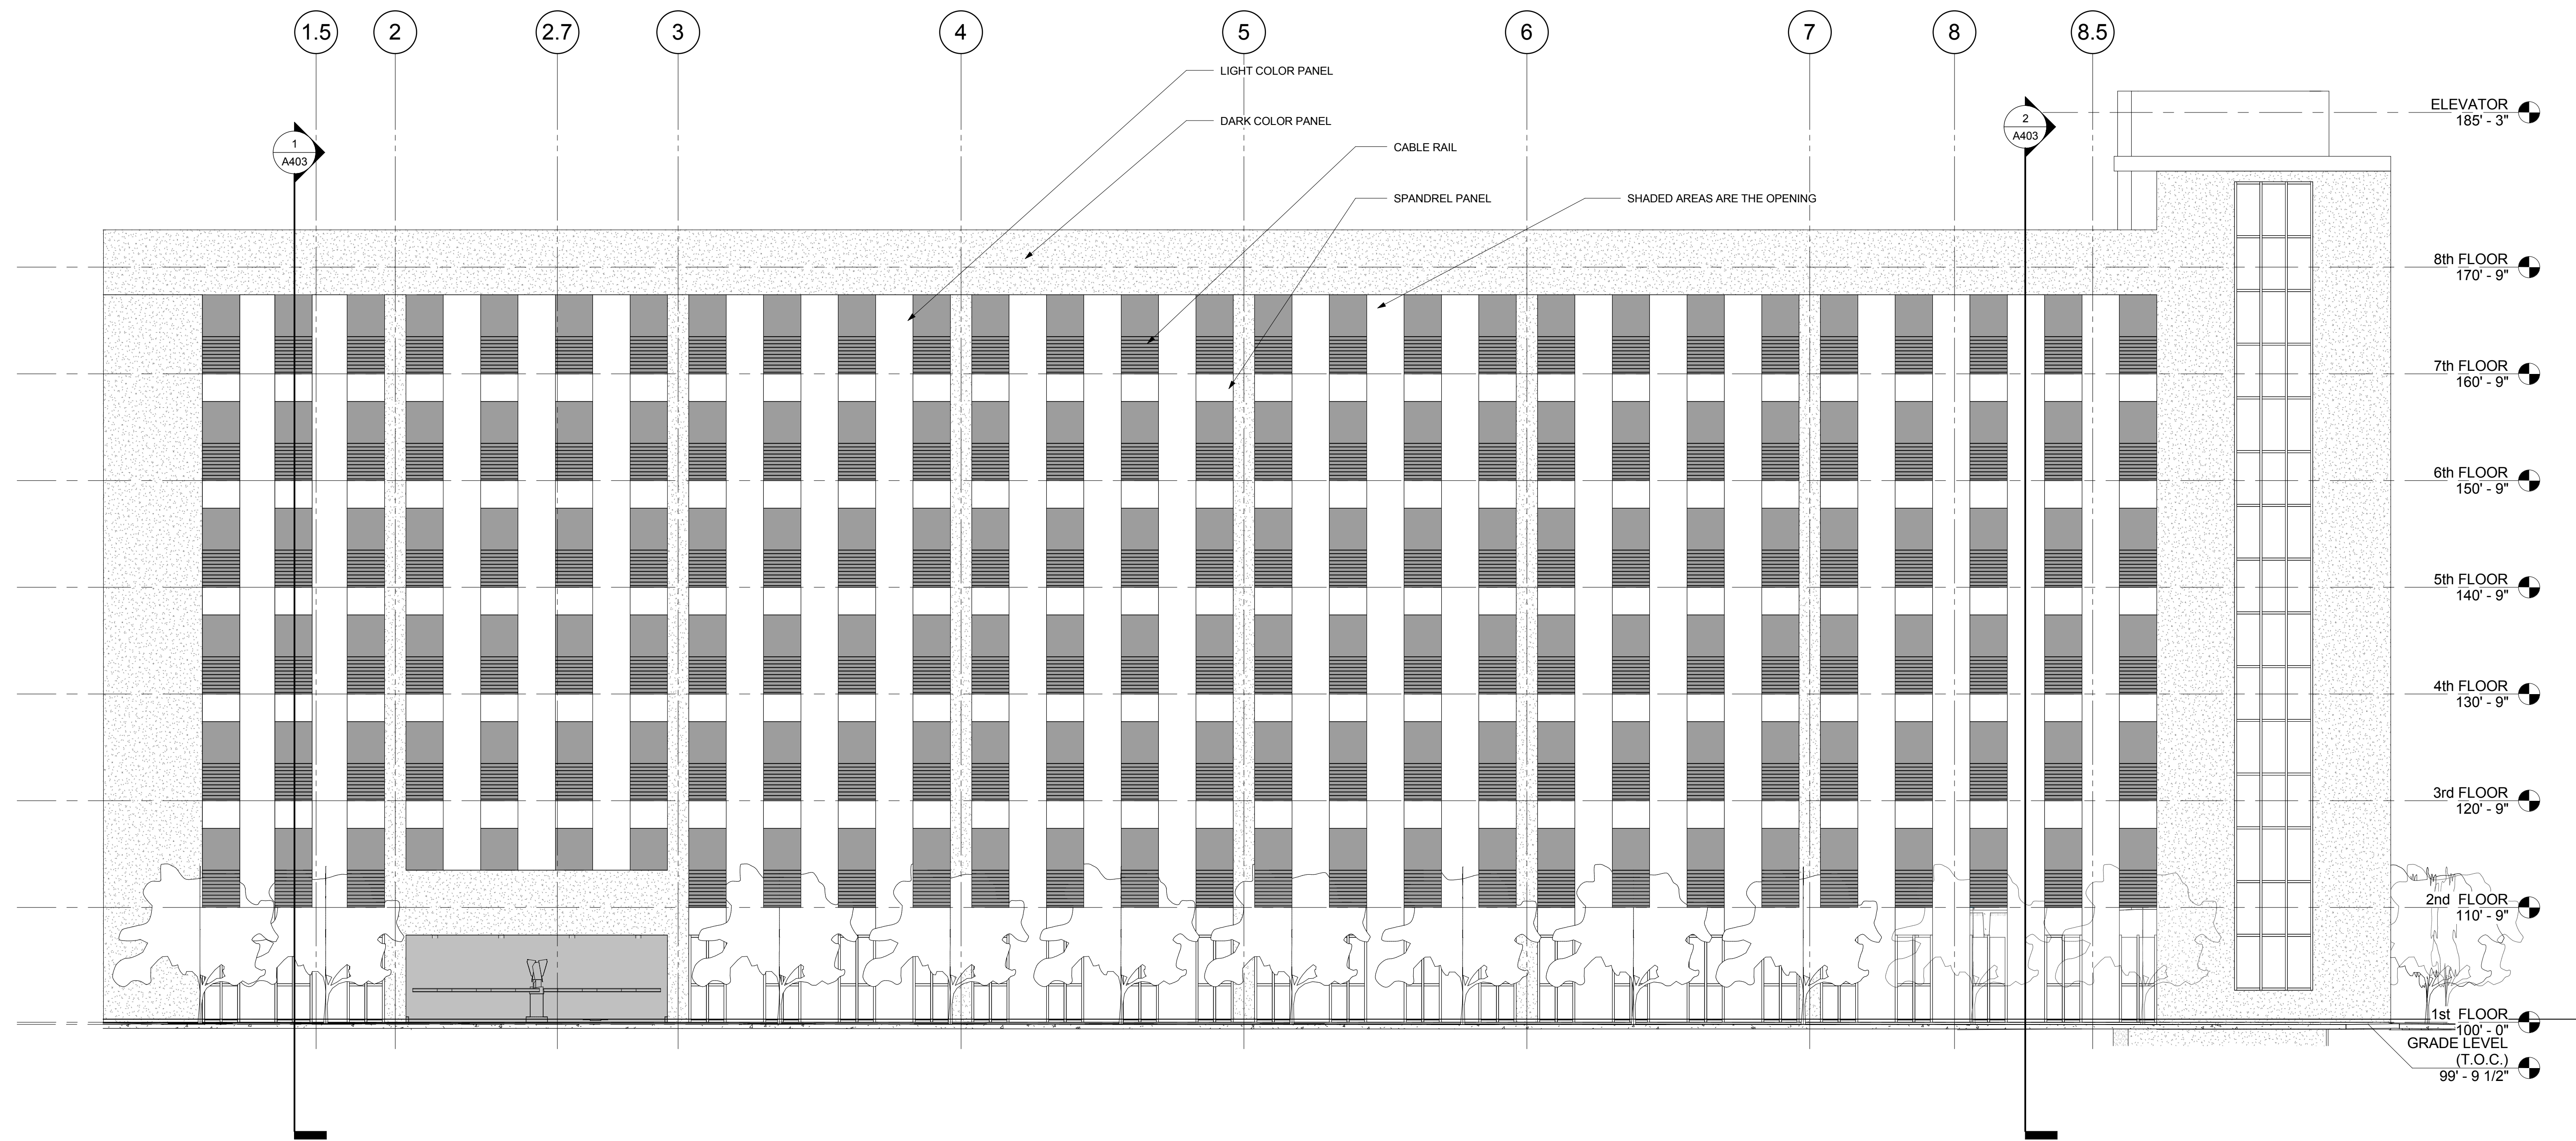 1.5 2 2.7 3 4 5 6 7 8 8.5
LIGHT COLOR PANEL
DARK COLOR PANEL
CABLE RAIL
SPANDREL PANEL
SHADED AREAS ARE THE OPENING
1
A403
2
A403
ELEVATOR
185' - 3"
8th FLOOR
170' - 9"
7th FLOOR
160' - 9"
6th FLOOR
150' - 9"
5th FLOOR
140' - 9"
4th FLOOR
130' - 9"
3rd FLOOR
120' - 9"
2nd FLOOR
110' - 9"
1st FLOOR
100' - 0"
GRADE LEVEL
(T.O.C.)
99' - 9 1/2"